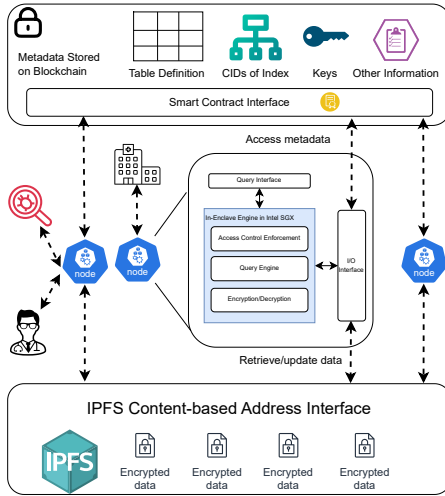 Metadata Stored
on Blockchain
Table Definition
CIDs of Index
Keys
Other Information
Smart Contract Interface
Access metadata
Query Interface
In-Enclave Engine in Intel SGX
Access Control Enforcement
Query Engine
Encryption/Decryption
I/O
Interface
node
node
node
Retrieve/update data
IPFS Content-based Address Interface
IPFS
Encrypted
data
Encrypted
data
Encrypted
data
Encrypted
data